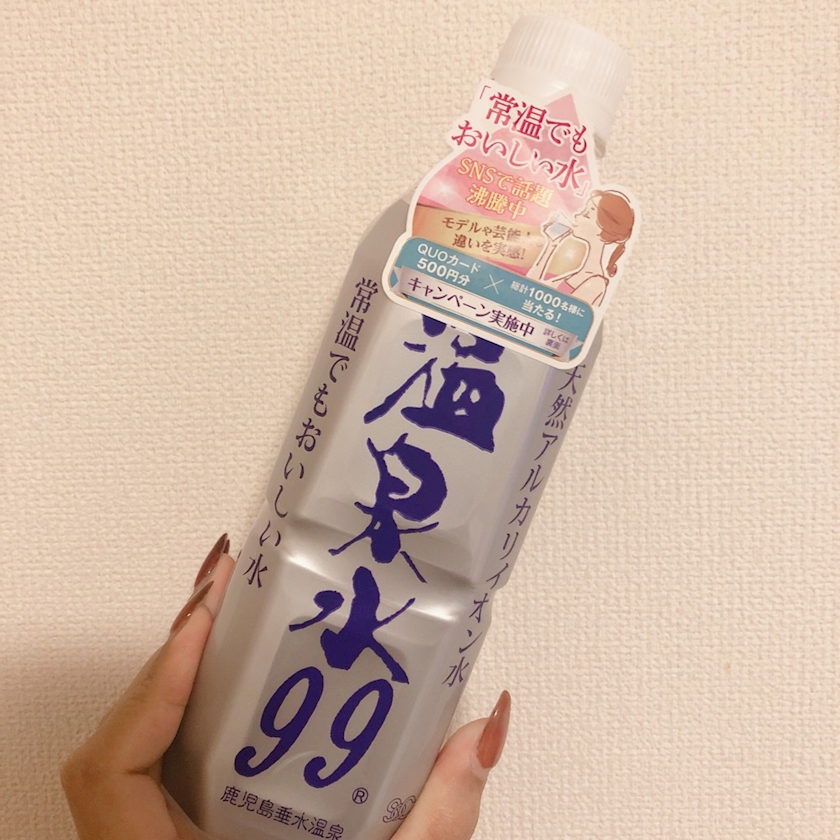 「常温でも
おいしい水」
SNSで話題
沸騰中
モデルや芸能人
違いを実感!
QUOカード
500円分
×
総計1000名様に
当たる!
キャンペーン実施中
詳しくは
裏面
常温でもおいしい水
温泉水
99
®
天然アルカリイオン水
鹿児島垂水温泉